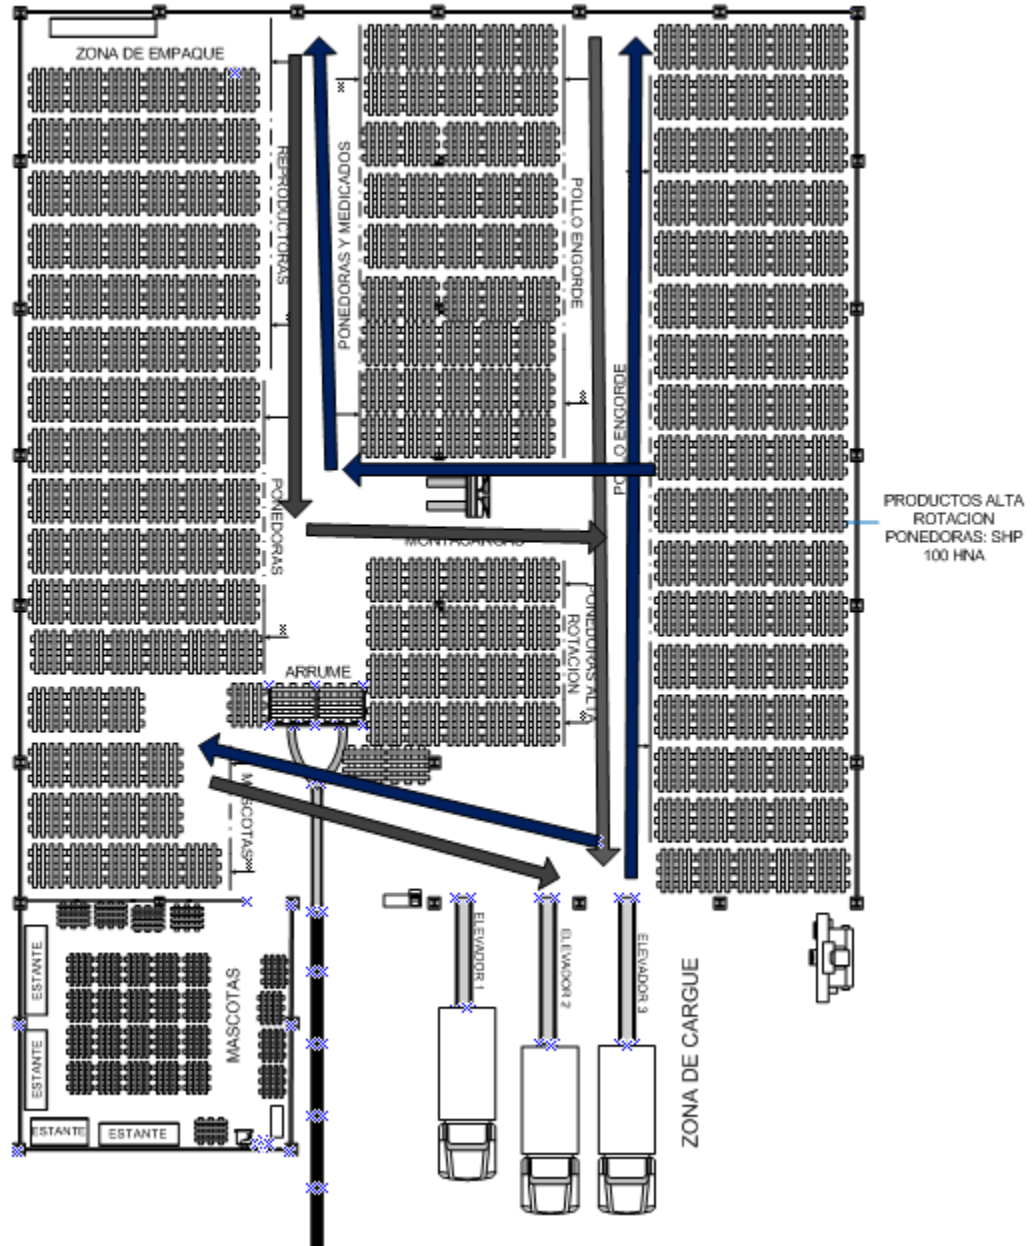 ZONA DE EMPAQUE
REPRODUCTORAS
PONEDORAS Y MEDICADOS
POLLO ENGORDE
POLLO ENGORDE
PONEDORAS
MONTACARGAS
PRODUCTOS ALTA
ROTACION
PONEDORAS: SHP
100 HNA
PONEDORAS ALTA
ROTACION
ARRUME
MASCOTAS
ELEVADOR 1
ELEVADOR 2
ELEVADOR 3
ZONA DE CARGUE
ESTANTE
ESTANTE
MASCOTAS
ESTANTE
ESTANTE